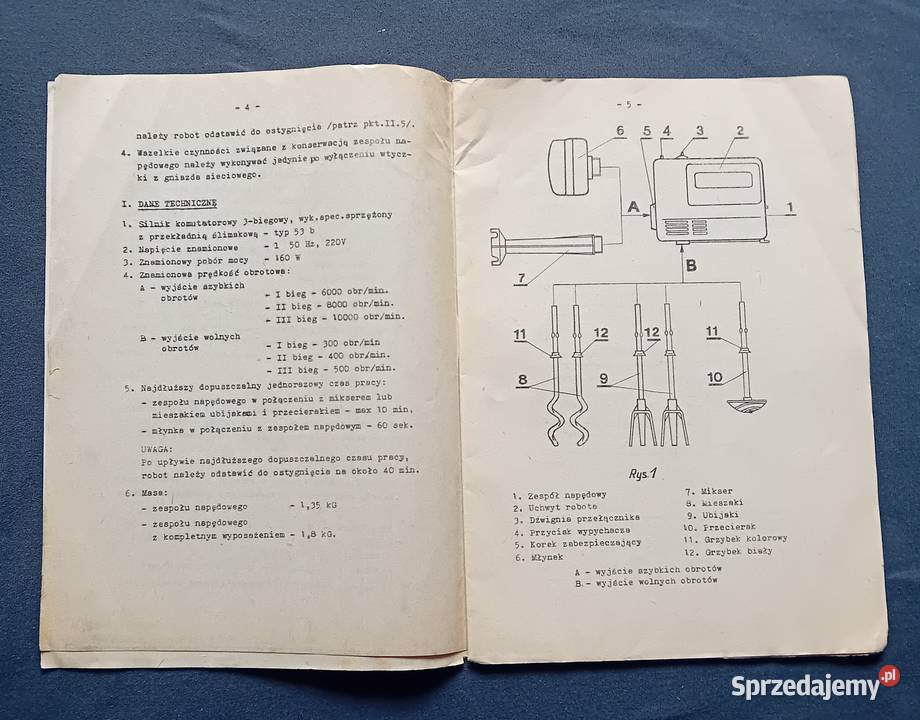 - 4 -
należy robot odstawić do ostygnięcia /patrz pkt.II.5/.
4. Wszelkie czynności związane z konserwacją zespołu na-
pędowego należy wykonywać jedynie po wyłączeniu wtycz-
ki z gniazda sieciowego.
I. DANE TECHNICZNE
1. Silnik komutatorowy 3-biegowy, wyk.spec.sprzężony
z przekładnią ślimakową - typ 53 b
2. Napięcie znamionowe - 1 50 Hz, 220V
3. Znamionowy pobór mocy - 160 W
4. Znamionowa prędkość obrotowa:
A - wyjście szybkich
obrotów
- I bieg - 6000 obr/min.
- II bieg - 8000 obr/min.
- III bieg - 10000 obr/min.
B - wyjście wolnych
obrotów
- I bieg - 300 obr/min
- II bieg - 400 obr/min.
- III bieg - 500 obr/min.
5. Najdłuższy dopuszczalny jednorazowy czas pracy:
- zespołu napędowego w połączeniu z mikserem lub
mieszakiem ubijakami i przecierakiem - max 10 min,
- młynka w połączeniu z zespołem napędowym - 60 sek.
UWAGA:
Po upływie najdłuższego dopuszczalnego czasu pracy,
robot należy odstawić do ostygnięcia na około 40 min.
6. Masa:
- zespołu napędowego - 1,35 kG
- zespołu napędowego
z kompletnym wyposażeniem - 1,8 kG.
- 5 -
6 5 4 3 2
A
1
7
B
11 12 12 11
8 9 10
Rys.1
1. Zespół napędowy
2. Uchwyt robota
3. Dźwignia przełącznika
4. Przycisk wypychacza
5. Korek zabezpieczający
6. Młynek
7. Mikser
8. Mieszaki
9. Ubijaki
10. Przecierak
11. Grzybek kolorowy
12. Grzybek biały
A - wyjście szybkich obrotów
B - wyjście wolnych obrotów
Sprzedajemy.pl